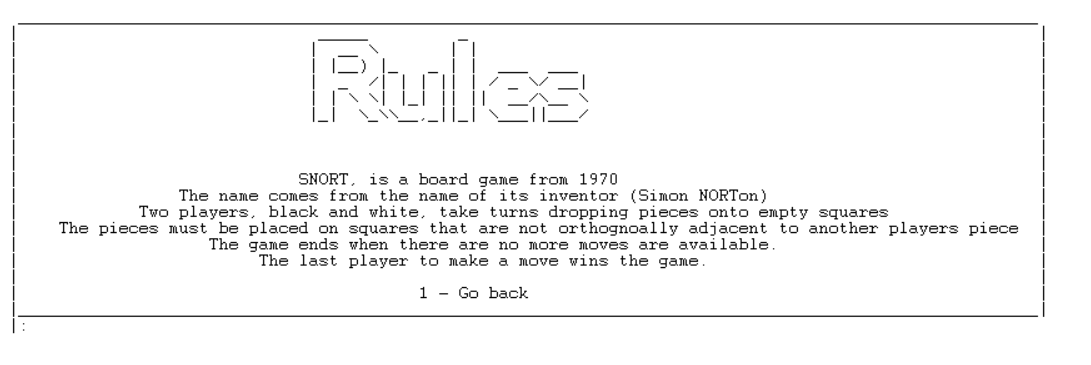 Rules
SNORT, is a board game from 1970
The name comes from the name of its inventor (Simon NORTon)
Two players, black and white, take turns dropping pieces onto empty squares
The pieces must be placed on squares that are not orthognoally adjacent to another players piece
The game ends when there are no more moves are available.
The last player to make a move wins the game.
1 - Go back
: